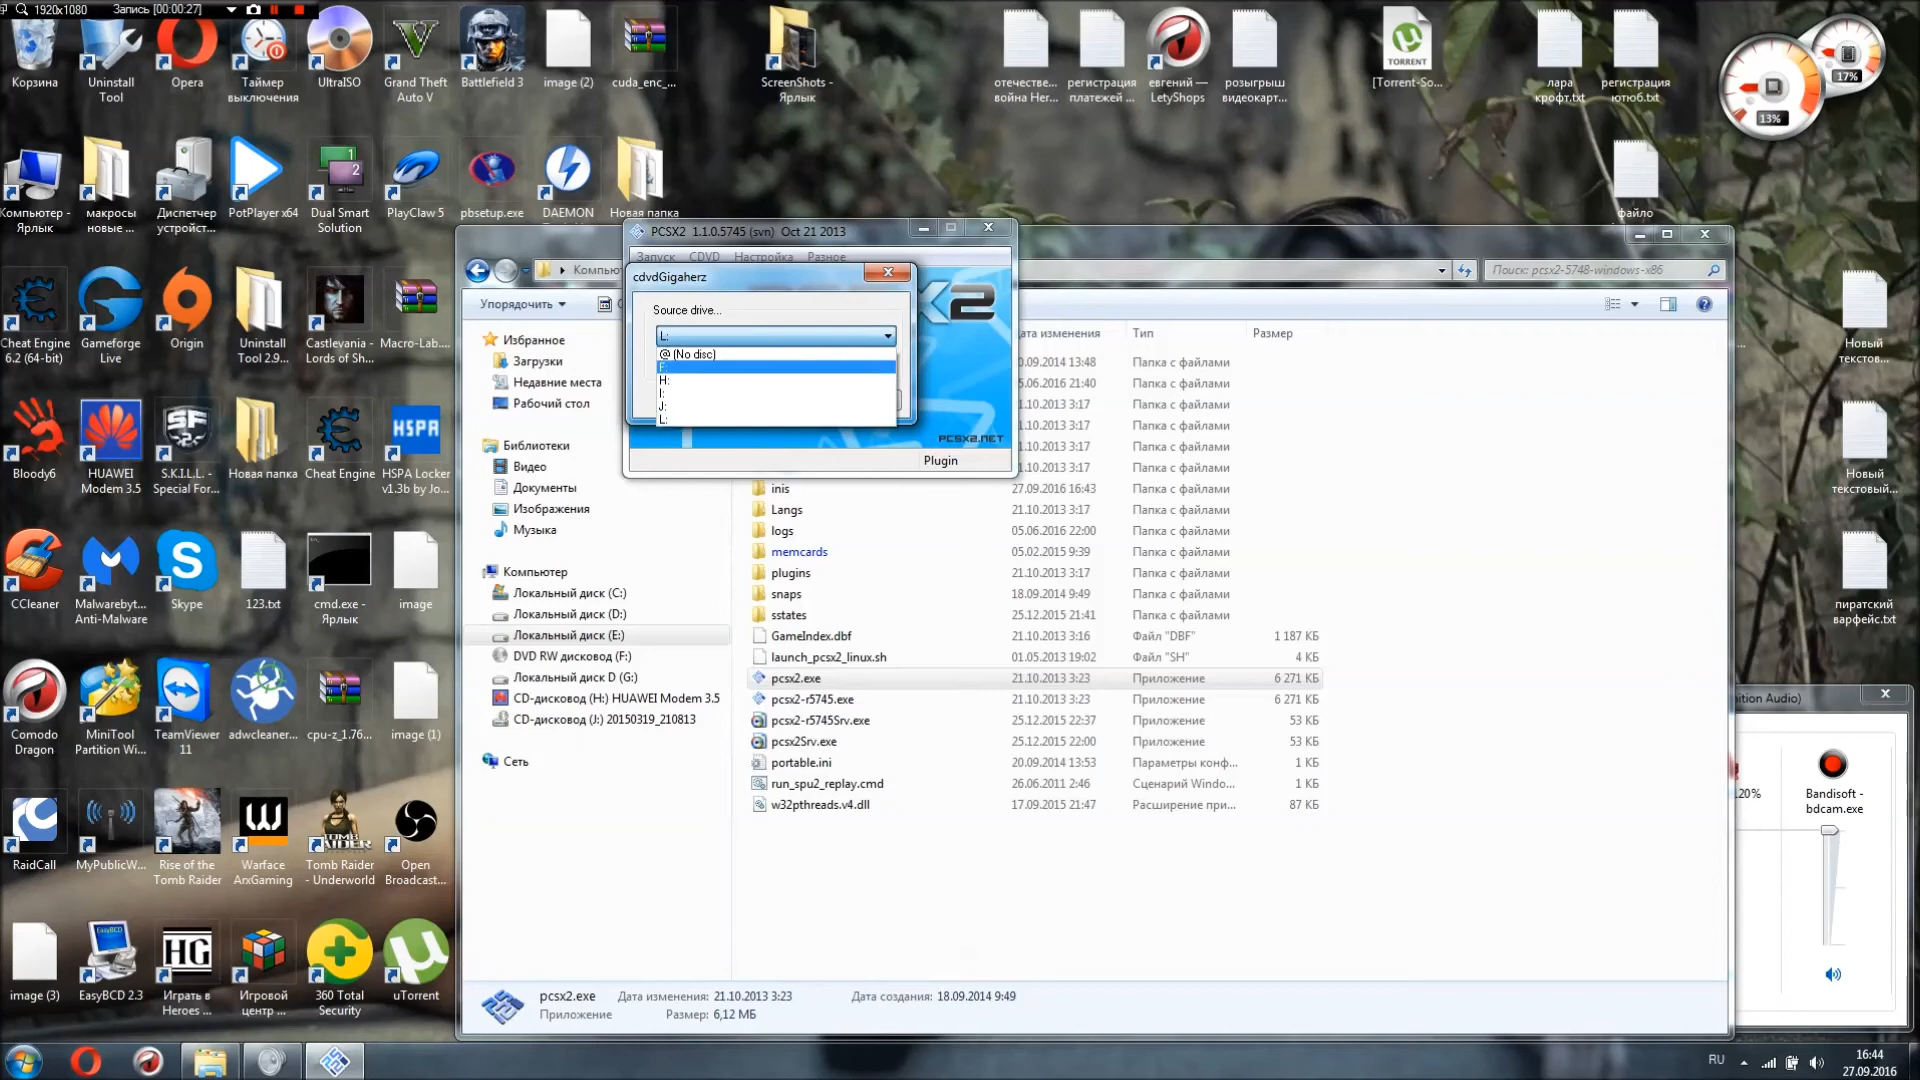 1920x1080 Запись [00:00:27]
Корзина
Uninstall
Tool
Opera
Таймер
выключения
UltraISO
Grand Theft
Auto V
Battlefield 3
image (2)
cuda_enc_...
ScreenShots -
Ярлык
отечестве...
война Her...
регистрация
платежей ...
евгений —
LetyShops
розыгрыш
видеокарт...
TORRENT
[Torrent-So...
лара
крофт.txt
регистрация
ютюб.txt
17%
13%
Компьютер -
Ярлык
макросы
новые ...
Диспетчер
устройст...
PotPlayer x64
Dual Smart
Solution
PlayClaw 5
pbsetup.exe
DAEMON
Новая папка
файло
Cheat Engine
6.2 (64-bit)
Gameforge
Live
Origin
Uninstall
Tool 2.9...
Castlevania -
Lords of Sh...
Macro-Lab....
Новый
текстов...
Bloody6
HUAWEI
Modem 3.5
S.K.I.L.L. -
Special For...
Новая папка
Cheat Engine
HSPA
HSPA Locker
v1.3b by Jo...
Новый
текстовый...
CCleaner
Malwarebyt...
Anti-Malware
Skype
123.txt
cmd.exe -
Ярлык
image
пиратский
варфейс.txt
Comodo
Dragon
MiniTool
Partition Wi...
TeamViewer
11
adwcleaner...
cpu-z_1.76...
image (1)
RaidCall
MyPublicW...
Rise of the
Tomb Raider
Warface
ArxGaming
Tomb Raider
- Underworld
Open
Broadcast...
image (3)
EasyBCD 2.3
Играть в
Heroes ...
Игровой
центр ...
360 Total
Security
uTorrent
PCSX2 1.1.0.5745 (svn) Oct 21 2013
Запуск CDVD Настройка Разное
cdvdGigaherz
Source drive...
L:
@ (No disc)
F:
H:
I:
J:
L:
PCSX2.NET
Plugin
Компью
Поиск: pcsx2-5748-windows-x86
Упорядочить
Избранное
Загрузки
Недавние места
Рабочий стол
Библиотеки
Видео
Документы
Изображения
Музыка
Компьютер
Локальный диск (C:)
Локальный диск (D:)
Локальный диск (E:)
DVD RW дисковод (F:)
Локальный диск D (G:)
CD-дисковод (H:) HUAWEI Modem 3.5
CD-дисковод (J:) 20150319_210813
Сеть
ата изменения Тип Размер
0.09.2014 13:48 Папка с файлами
5.06.2016 21:40 Папка с файлами
1.10.2013 3:17 Папка с файлами
1.10.2013 3:17 Папка с файлами
1.10.2013 3:17 Папка с файлами
1.10.2013 3:17 Папка с файлами
inis 27.09.2016 16:43 Папка с файлами
Langs 21.10.2013 3:17 Папка с файлами
logs 05.06.2016 22:00 Папка с файлами
memcards 05.02.2015 9:39 Папка с файлами
plugins 21.10.2013 3:17 Папка с файлами
snaps 18.09.2014 9:49 Папка с файлами
sstates 25.12.2015 21:41 Папка с файлами
GameIndex.dbf 21.10.2013 3:16 Файл "DBF" 1 187 КБ
launch_pcsx2_linux.sh 01.05.2013 19:02 Файл "SH" 4 КБ
pcsx2.exe 21.10.2013 3:23 Приложение 6 271 КБ
pcsx2-r5745.exe 21.10.2013 3:23 Приложение 6 271 КБ
pcsx2-r5745Srv.exe 25.12.2015 22:37 Приложение 53 КБ
pcsx2Srv.exe 25.12.2015 22:00 Приложение 53 КБ
portable.ini 20.09.2014 13:53 Параметры конф... 1 КБ
run_spu2_replay.cmd 26.06.2011 2:46 Сценарий Windo... 1 КБ
w32pthreads.v4.dll 17.09.2015 21:47 Расширение при... 87 КБ
pcsx2.exe Дата изменения: 21.10.2013 3:23 Дата создания: 18.09.2014 9:49
Приложение Размер: 6,12 МБ
nition Audio)
120%
Bandisoft -
bdcam.exe
RU
16:44
27.09.2016